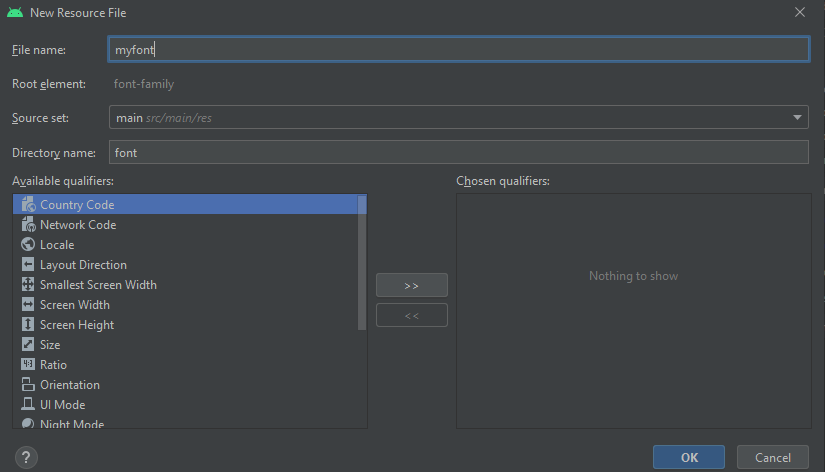 New Resource File
File name: myfont
Root element: font-family
Source set: main src/main/res
Directory name: font
Available qualifiers: Chosen qualifiers:
Country Code
Network Code
Locale
Layout Direction
Smallest Screen Width
Screen Width
Screen Height
Size
Ratio
Orientation
UI Mode
Night Mode
>>
<<
Nothing to show
?
OK Cancel